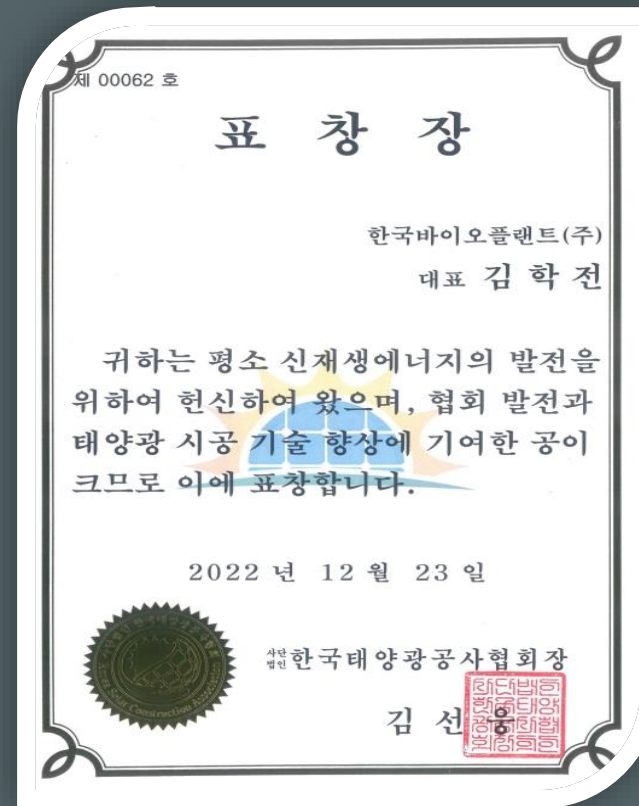 제 00062 호
표 창 장
한국바이오플랜트(주)
대표 김 학 전
귀하는 평소 신재생에너지의 발전을
위하여 헌신하여 왔으며, 협회 발전과
태양광 시공 기술 향상에 기여한 공이
크므로 이에 표창합니다.
2022 년 12 월 23 일
사단법인 한국태양광공사협회장
김 선 웅
Korea Solar Construction Association